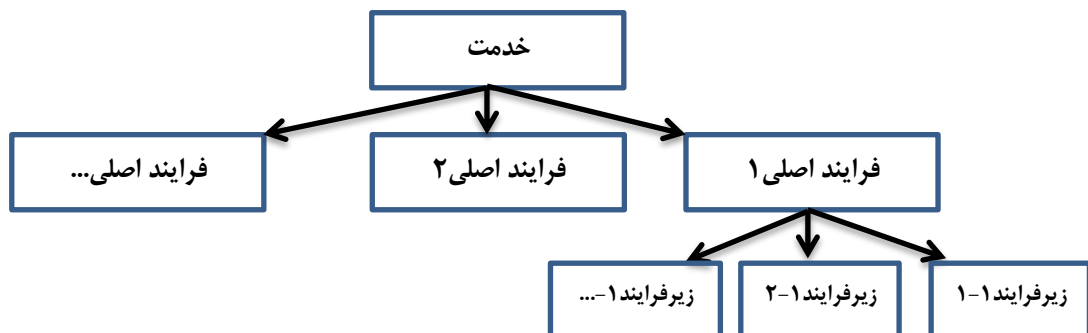 خدمت
فرایند اصلی۱
فرایند اصلی۲
فرایند اصلی...
زیرفرایند۱-۱
زیرفرایند۱-۲
زیرفرایند۱-...